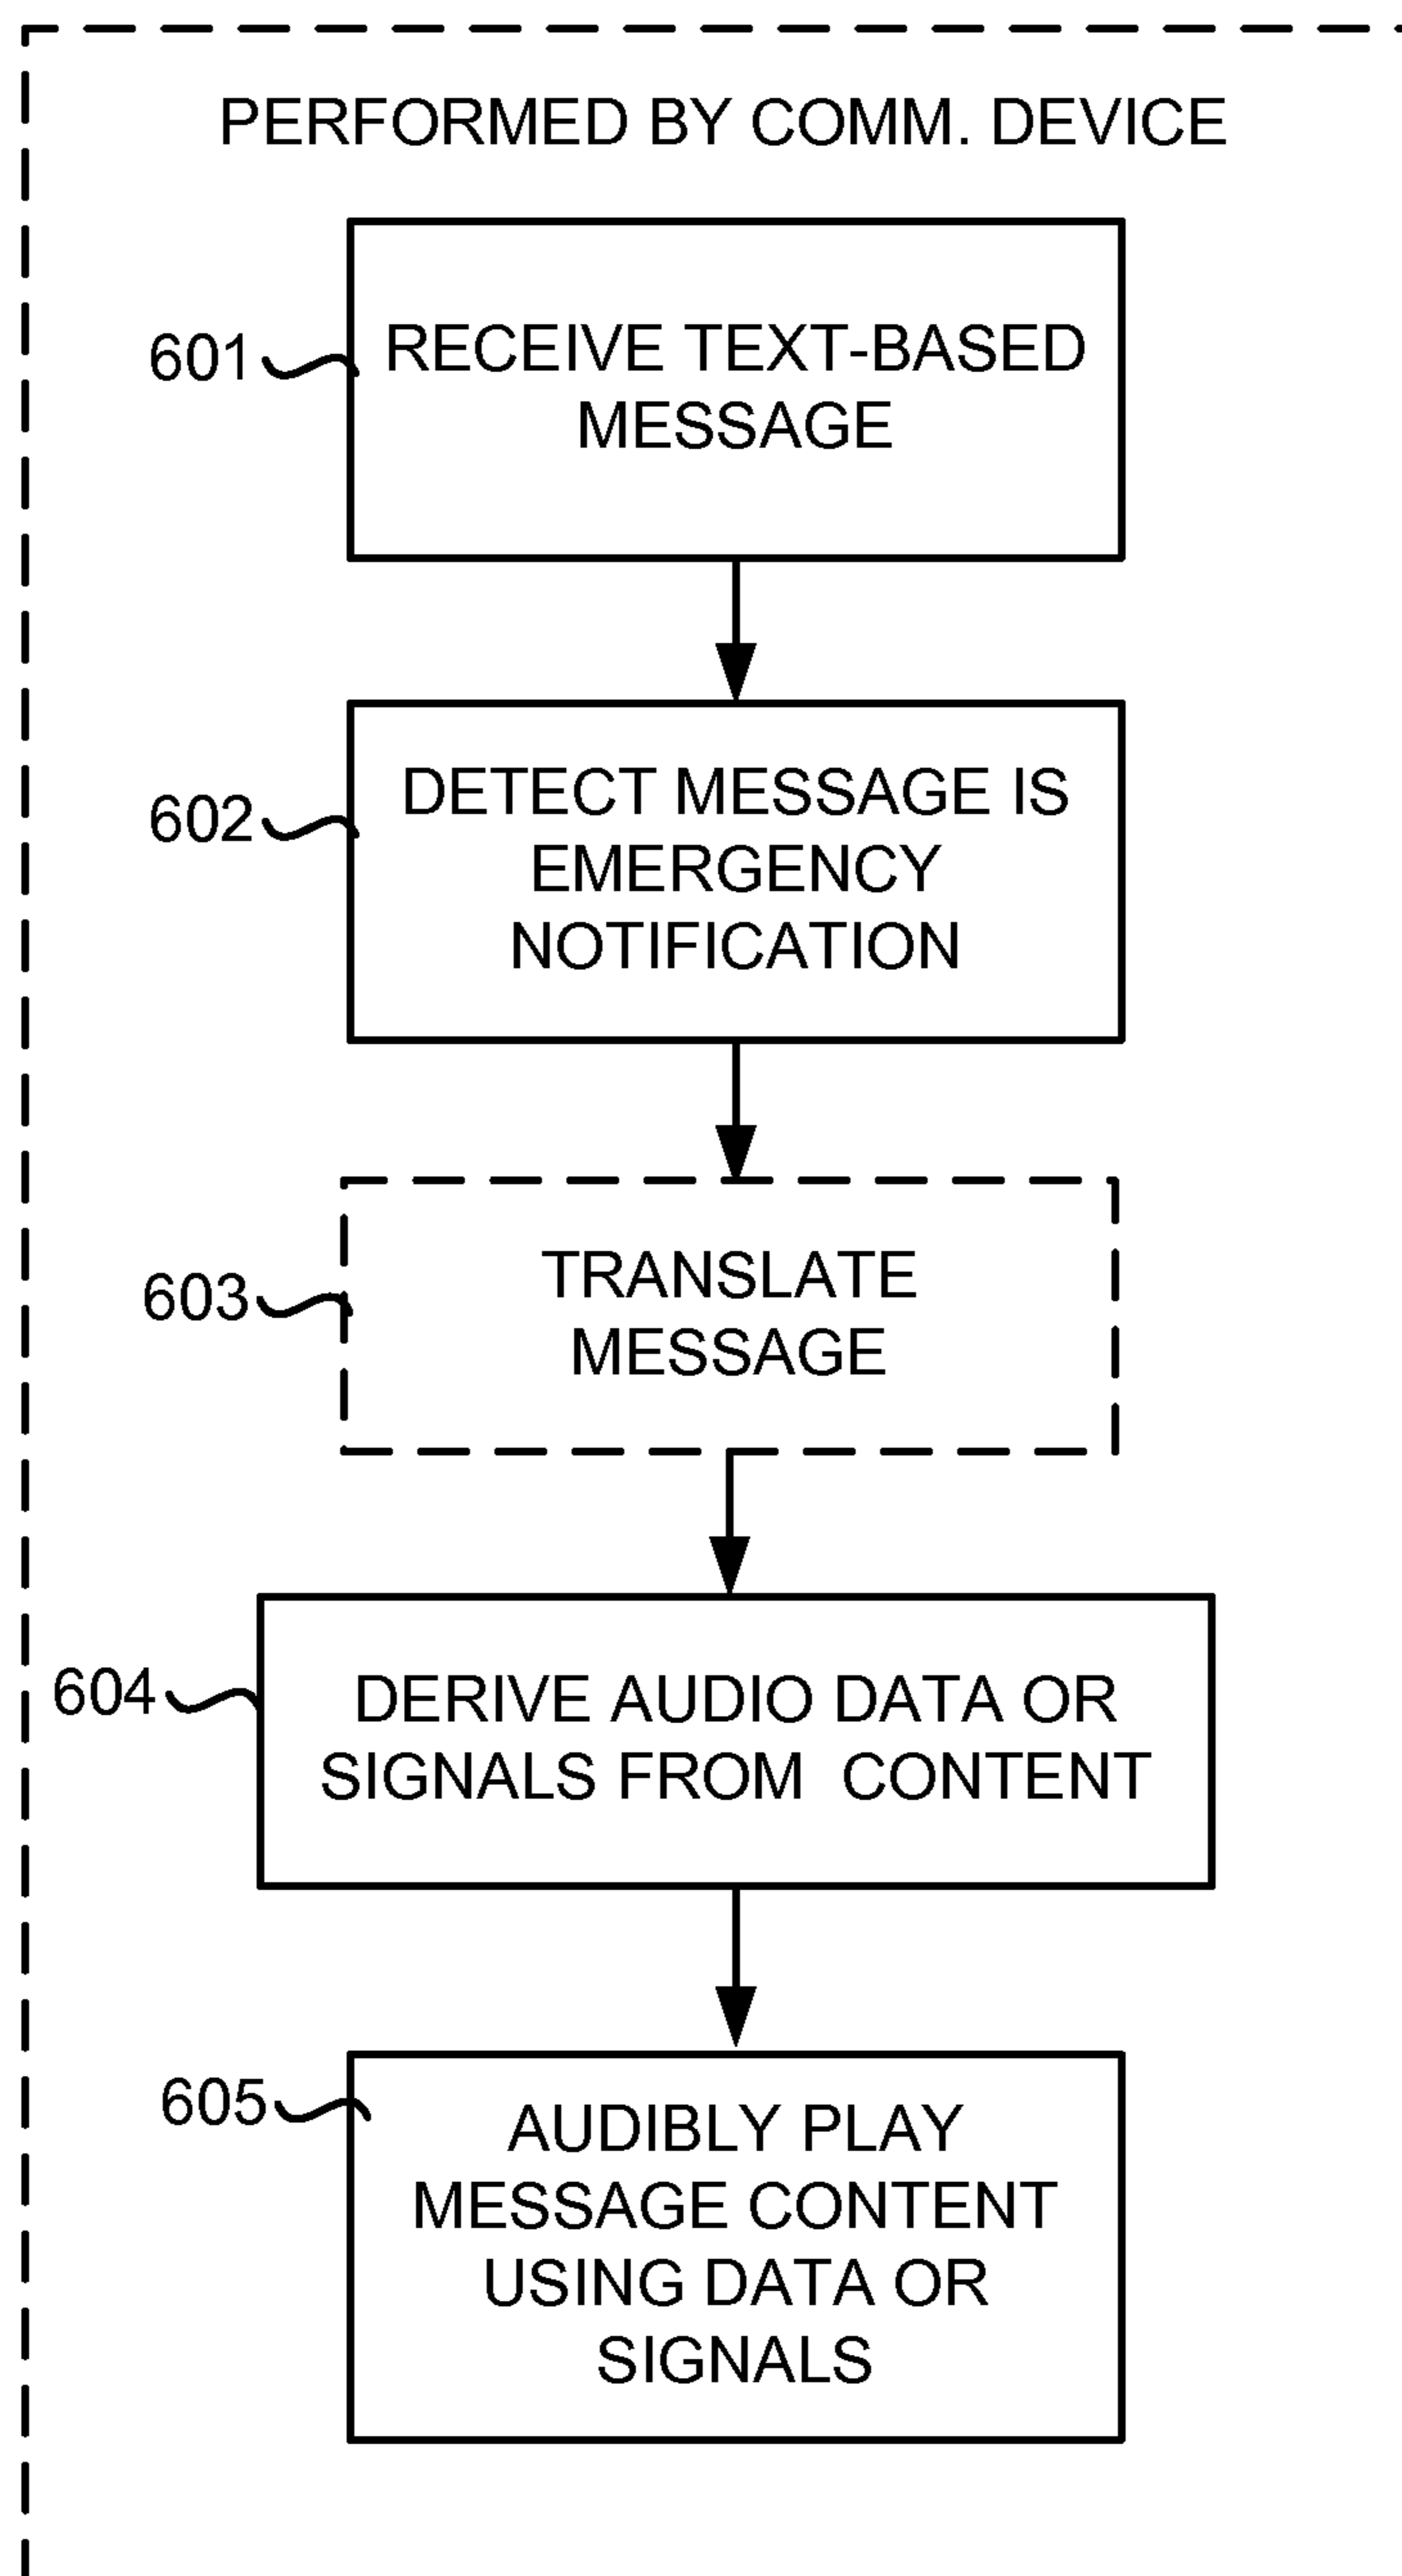 PERFORMED BY COMM. DEVICE
601
RECEIVE TEXT-BASED
MESSAGE
602
DETECT MESSAGE IS
EMERGENCY
NOTIFICATION
603
TRANSLATE
MESSAGE
604
DERIVE AUDIO DATA OR
SIGNALS FROM CONTENT
605
AUDIBLY PLAY
MESSAGE CONTENT
USING DATA OR
SIGNALS